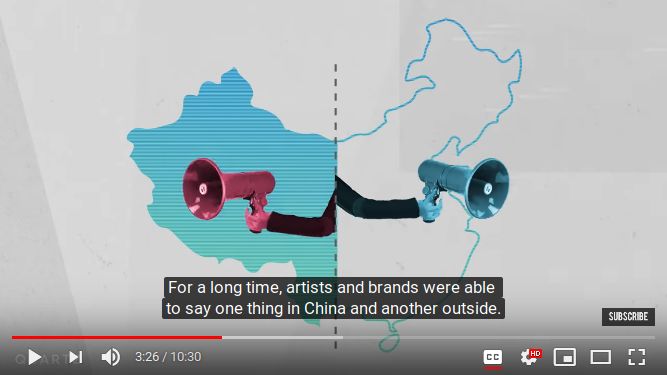 For a long time, artists and brands were able
to say one thing in China and another outside.
SUBSCRIBE
3:26 / 10:30
CC
HD